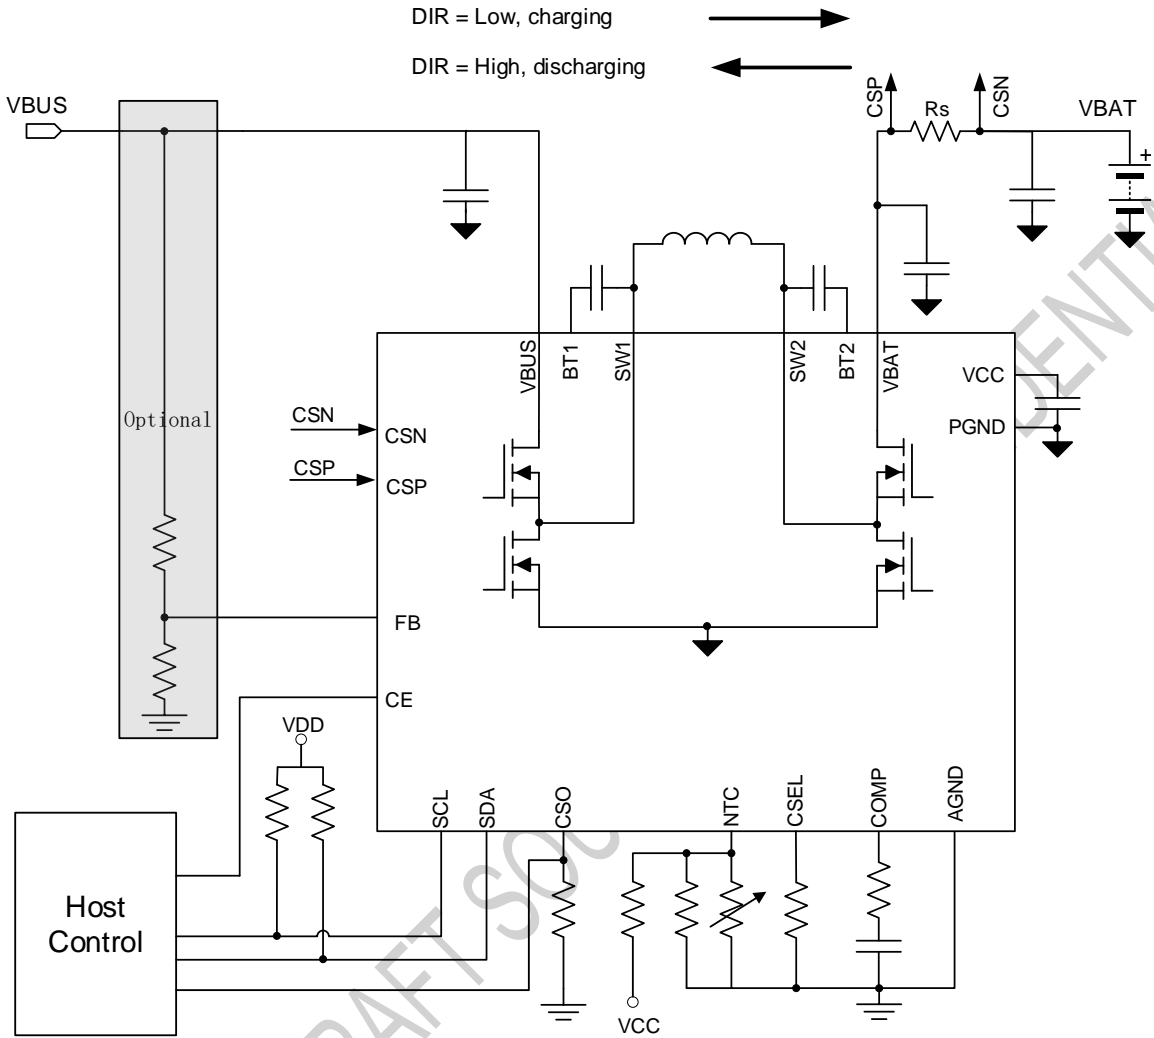 DIR = Low, charging
DIR = High, discharging
VBUS
CSP
Rs
CSN
VBAT
+
VBUS
BT1
SW1
SW2
BT2
VBAT
VCC
PGND
Optional
CSN
CSN
CSP
CSP
FB
CE
VDD
SCL
SDA
CSO
NTC
CSEL
COMP
AGND
Host
Control
VCC